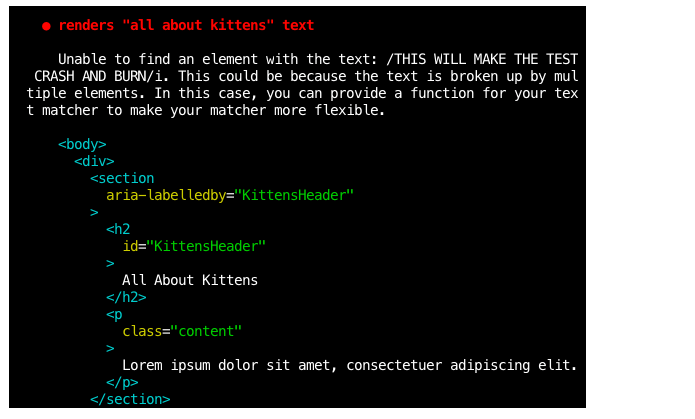 ● renders "all about kittens" text
Unable to find an element with the text: /THIS WILL MAKE THE TEST
CRASH AND BURN/i. This could be because the text is broken up by mul
tiple elements. In this case, you can provide a function for your tex
t matcher to make your matcher more flexible.
<body>
<div>
<section
aria-labelledby="KittensHeader"
>
<h2
id="KittensHeader"
>
All About Kittens
</h2>
<p
class="content"
>
Lorem ipsum dolor sit amet, consectetuer adipiscing elit.
</p>
</section>